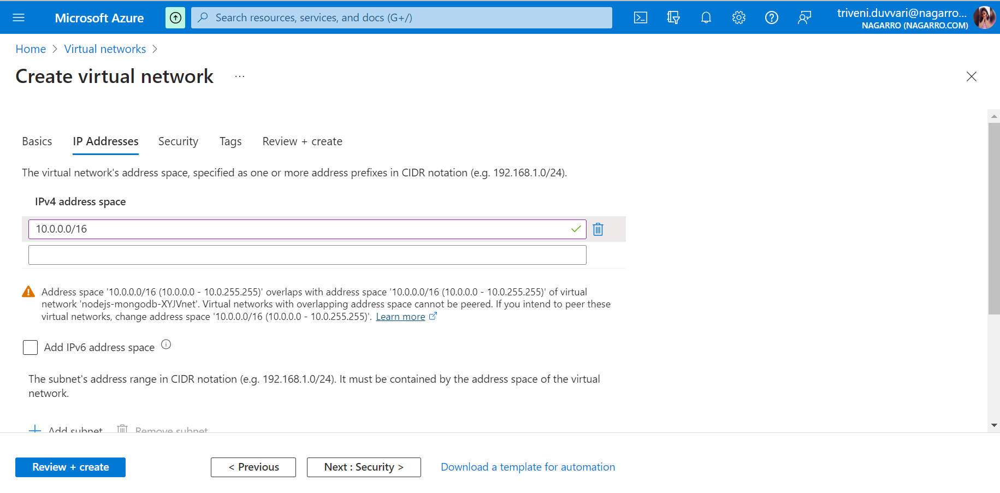 Microsoft Azure
Search resources, services, and docs (G+/)
triveni.duvvari@nagarro...
NAGARRO (NAGARRO.COM)
Home > Virtual networks >
Create virtual network ...
Basics IP Addresses Security Tags Review + create
The virtual network's address space, specified as one or more address prefixes in CIDR notation (e.g. 192.168.1.0/24).
IPv4 address space
10.0.0.0/16
Address space '10.0.0.0/16 (10.0.0.0 - 10.0.255.255)' overlaps with address space '10.0.0.0/16 (10.0.0.0 - 10.0.255.255)' of virtual
network 'nodejs-mongodb-XYJVnet'. Virtual networks with overlapping address space cannot be peered. If you intend to peer these
virtual networks, change address space '10.0.0.0/16 (10.0.0.0 - 10.0.255.255)'. Learn more
Add IPv6 address space
The subnet's address range in CIDR notation (e.g. 192.168.1.0/24). It must be contained by the address space of the virtual
network.
Add subnet Remove subnet
Review + create < Previous Next : Security > Download a template for automation